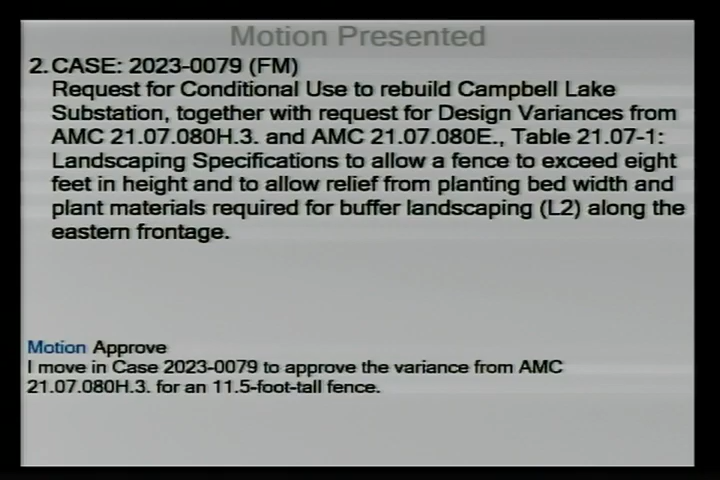 Motion Presented
2. CASE: 2023-0079 (FM)
Request for Conditional Use to rebuild Campbell Lake
Substation, together with request for Design Variances from
AMC 21.07.080H.3. and AMC 21.07.080E., Table 21.07-1:
Landscaping Specifications to allow a fence to exceed eight
feet in height and to allow relief from planting bed width and
plant materials required for buffer landscaping (L2) along the
eastern frontage.
Motion Approve
I move in Case 2023-0079 to approve the variance from AMC
21.07.080H.3. for an 11.5-foot-tall fence.